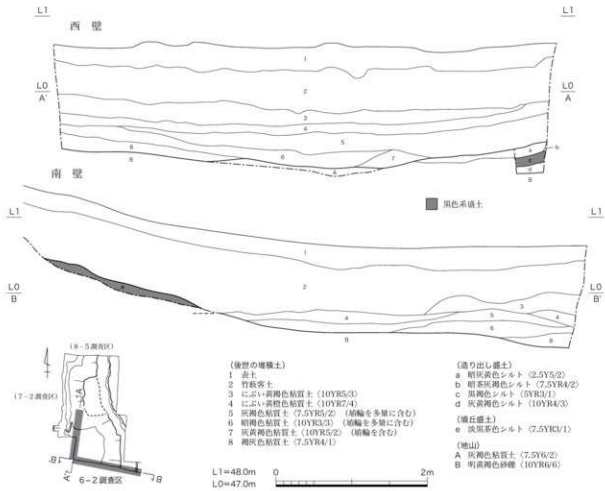 L1
西壁
L1
1
L0
A'
2
L0
A
3
4
5
b
a
8
6
7
c
8
d
A
B
南壁
黒色系盛土
L1
L1
1
L0
B
2
L0
B'
e
4
3
5
4
6
B
8
(8-5調査区)
(7-2調査区)
A
B'
A'
B
6-2調査区
(後世の堆積土)
1 表土
2 竹藪客土
3 にぶい黄褐色粘質土(10YR5/3)
4 にぶい黄橙色粘質土(10YR7/4)
5 灰褐色粘質土(7.5YR5/2)(埴輪を多量に含む)
6 暗褐色粘質土(10YR3/3)(埴輪を多量に含む)
7 灰黄褐色粘質土(10YR5/2)(埴輪を含む)
8 褐灰色粘質土(7.5YR4/1)
(造り出し盛土)
a 暗灰黄色シルト(2.5Y5/2)
b 暗茶灰褐色シルト(7.5YR4/2)
c 黒褐色シルト(5YR3/1)
d 灰黄褐色シルト(10YR4/3)
(墳丘盛土)
e 淡黒茶色シルト(7.5YR3/1)
(地山)
A 灰褐色粘質土(7.5Y6/2)
B 明黄褐色砂礫(10YR6/6)
L1=48.0m
L0=47.0m
2m